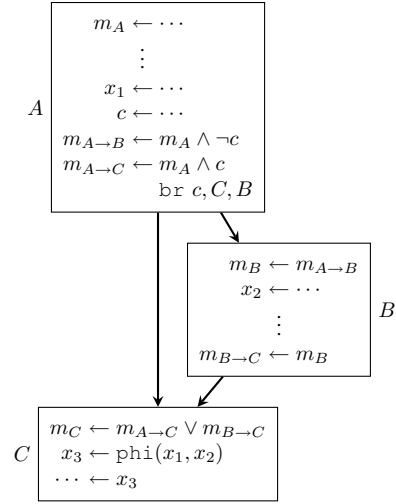 m_A ← ⋯
⋮
x_1 ← ⋯
A
c ← ⋯
m_{A→B} ← m_A ∧ ¬c
m_{A→C} ← m_A ∧ c
br c, C, B
m_B ← m_{A→B}
x_2 ← ⋯
B
⋮
m_{B→C} ← m_B
m_C ← m_{A→C} ∨ m_{B→C}
C
x_3 ← phi(x_1, x_2)
⋯ ← x_3